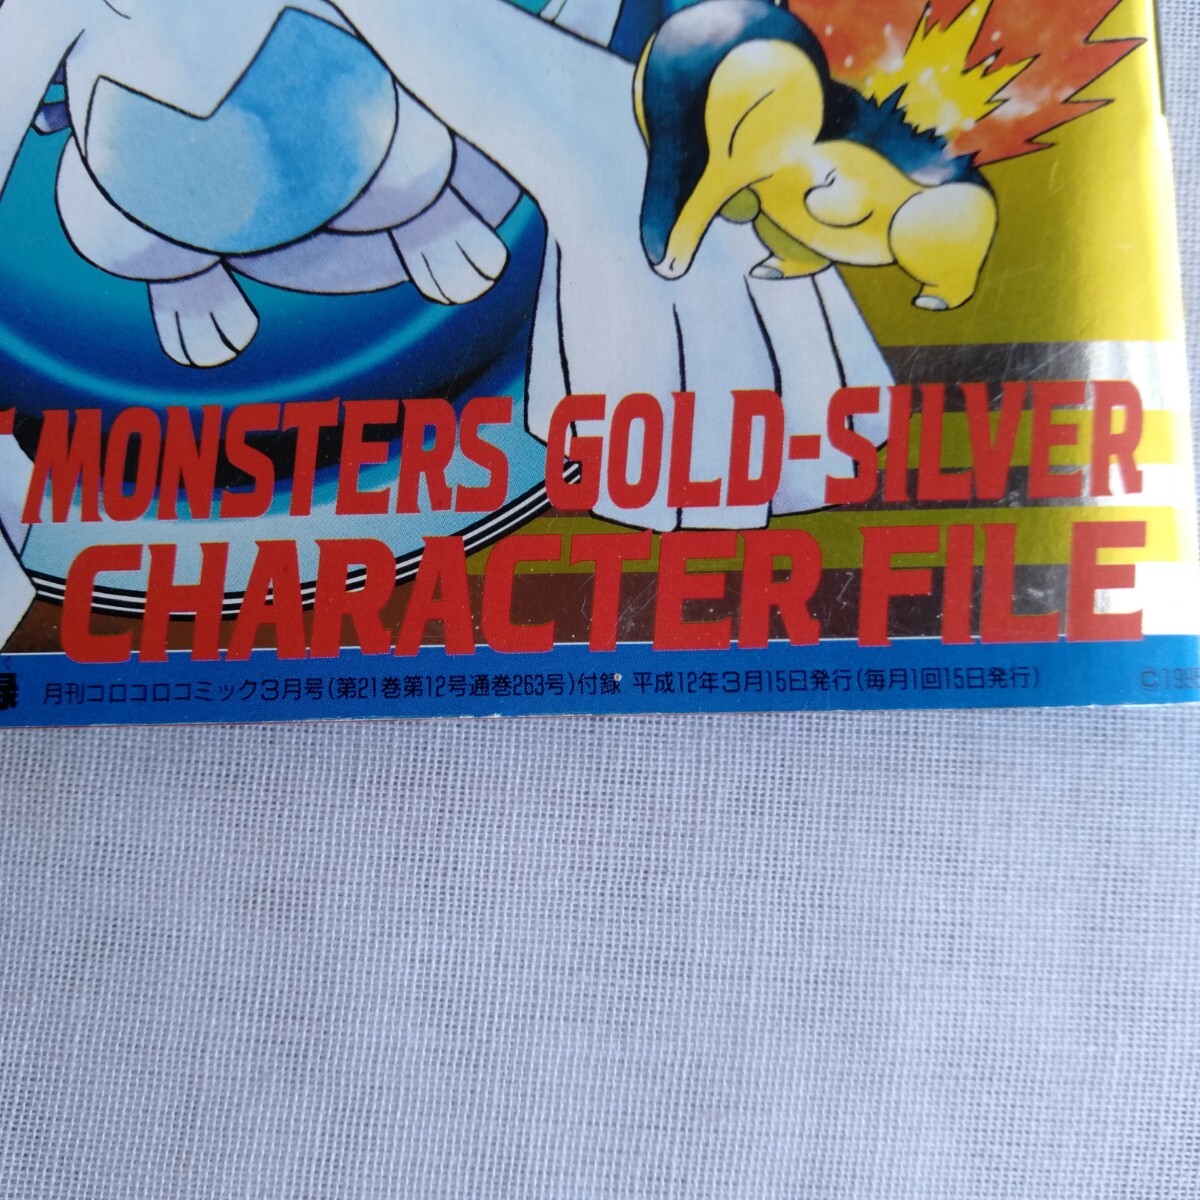 MONSTERS GOLD-SILVER
CHARACTER FILE
録 月刊コロコロコミック3月号(第21巻第12号通巻263号)付録 平成12年3月15日発行(毎月1回15日発行)